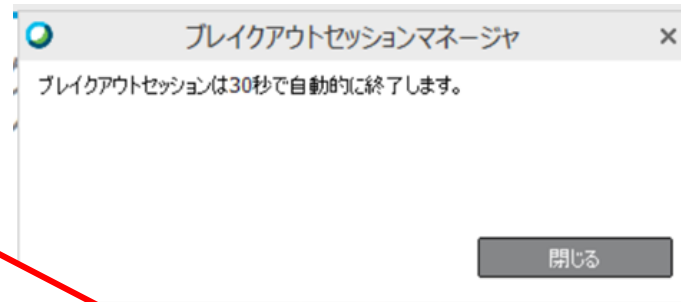 ブレイクアウトセッションマネージャ
ブレイクアウトセッションは30秒で自動的に終了します。
閉じる